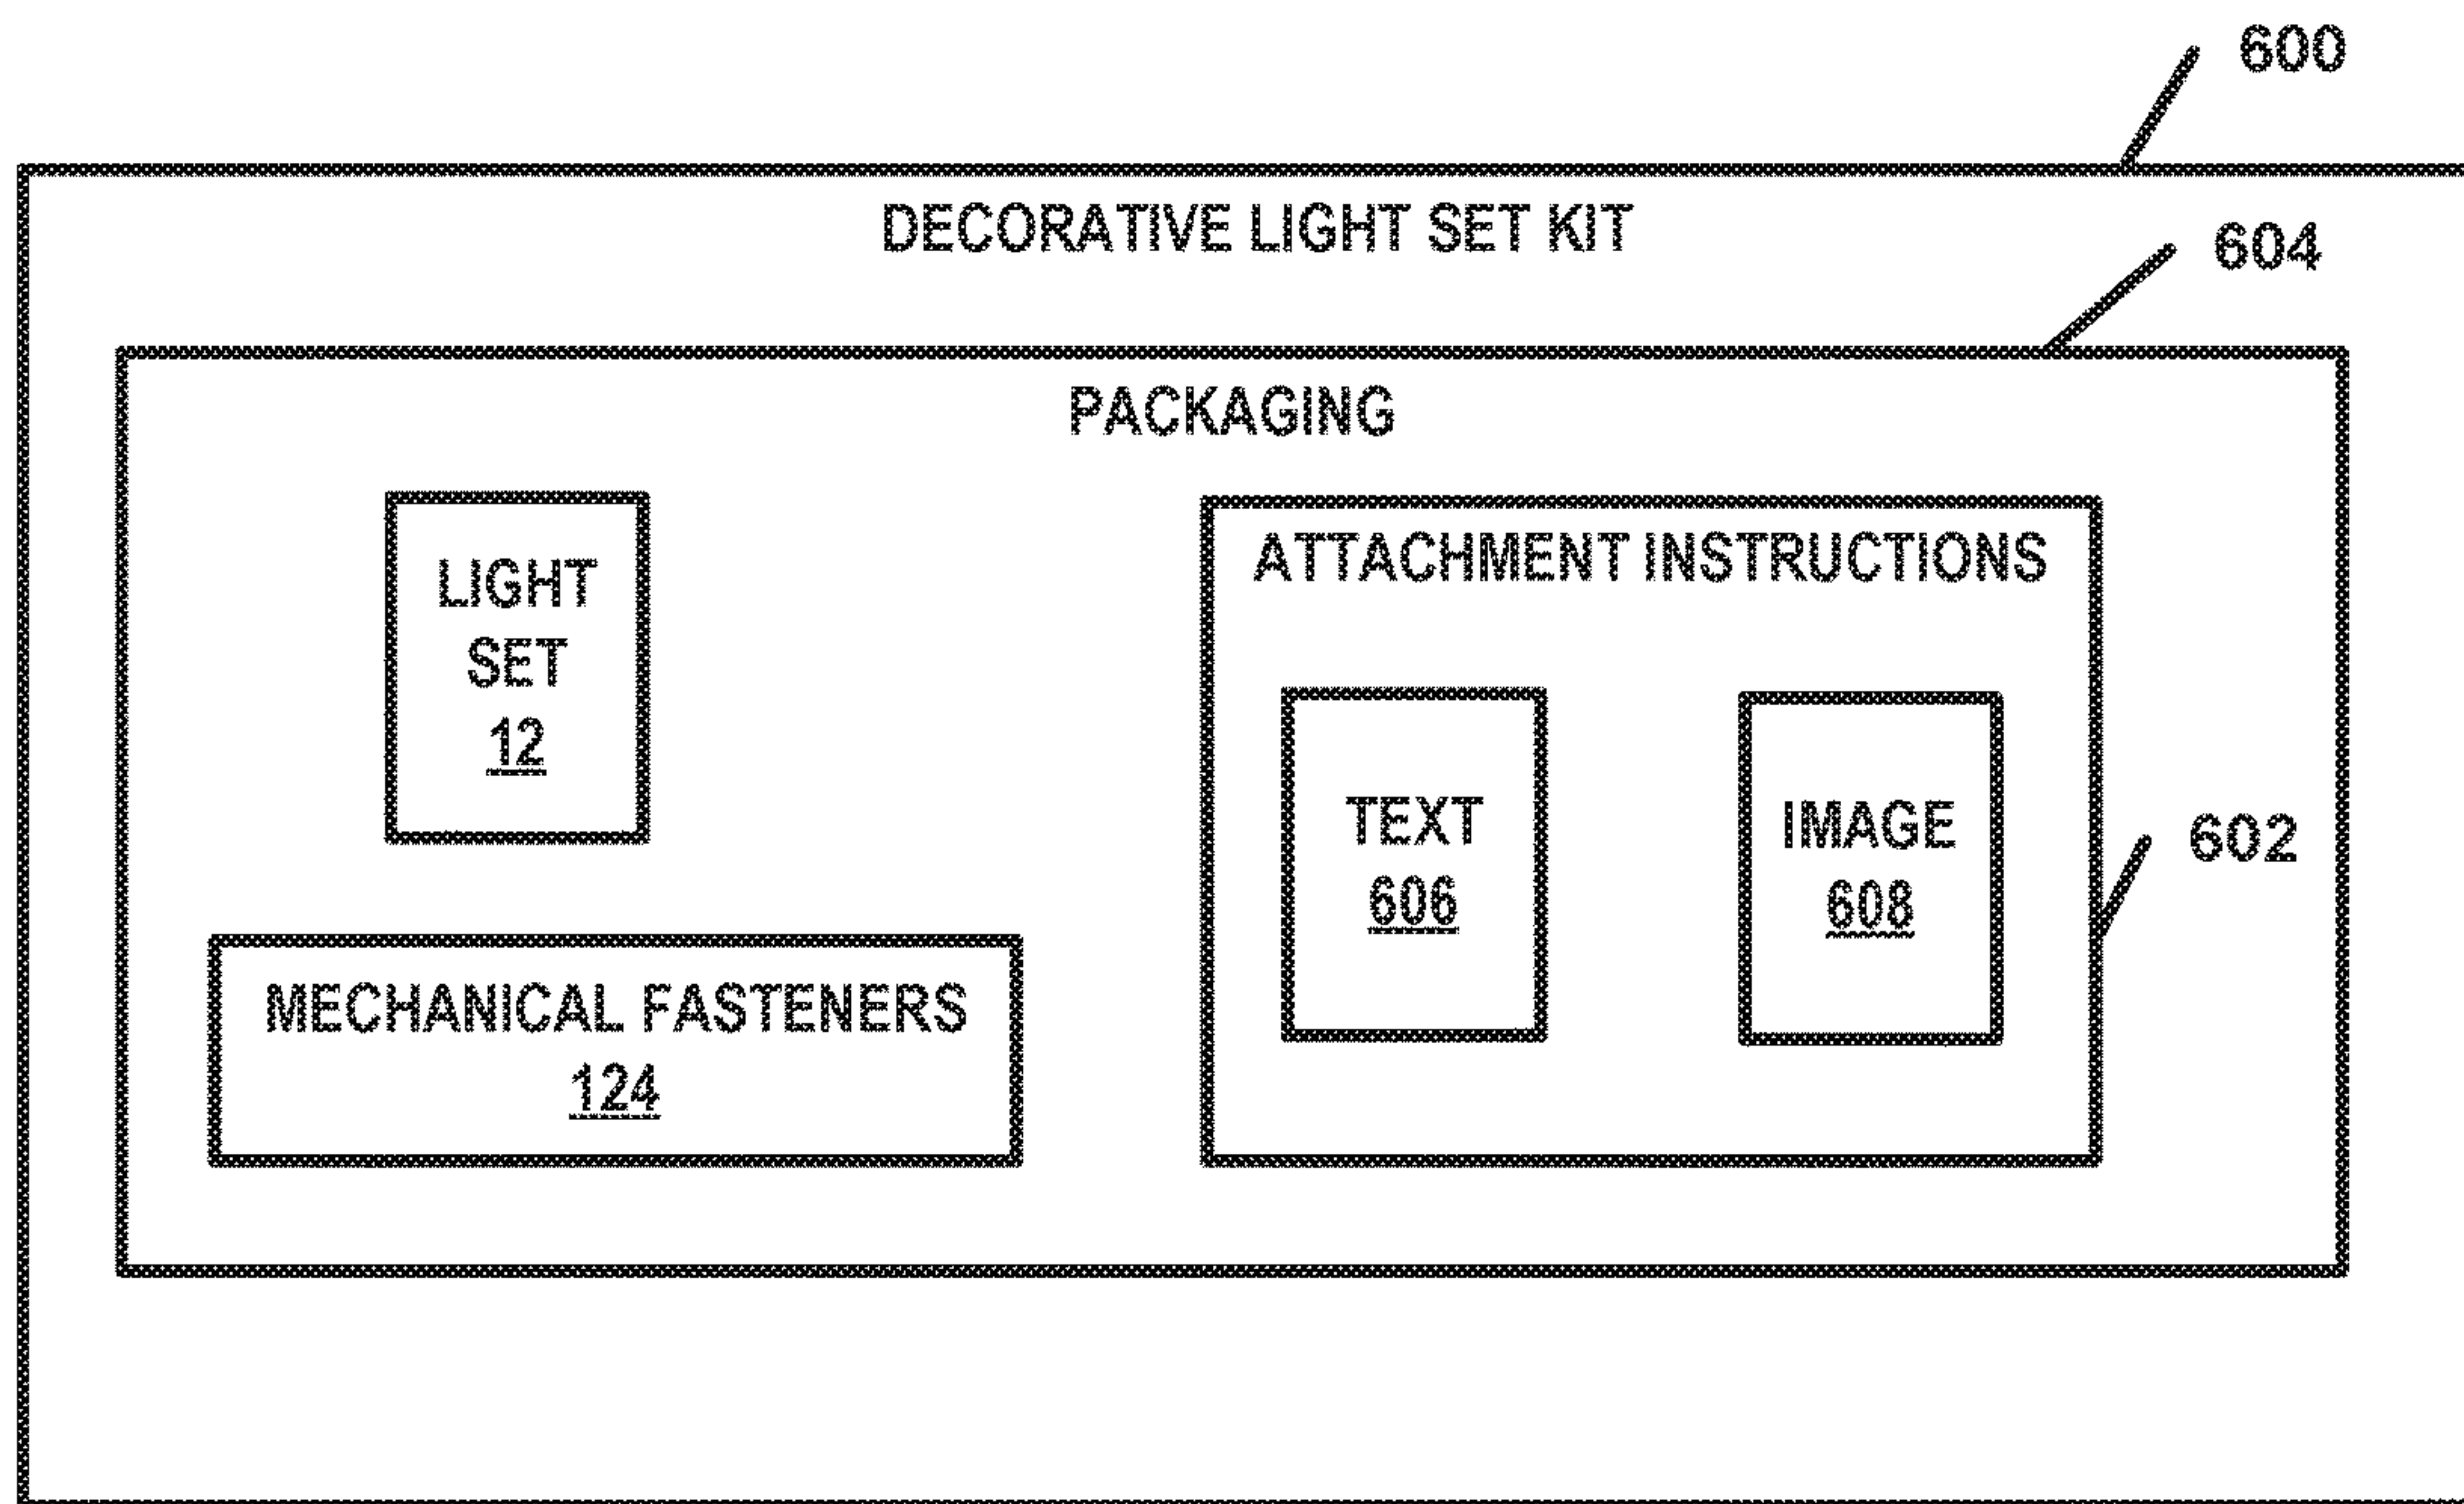 600
DECORATIVE LIGHT SET KIT
604
PACKAGING
LIGHT
SET
12
ATTACHMENT INSTRUCTIONS
TEXT
606
IMAGE
608
602
MECHANICAL FASTENERS
124